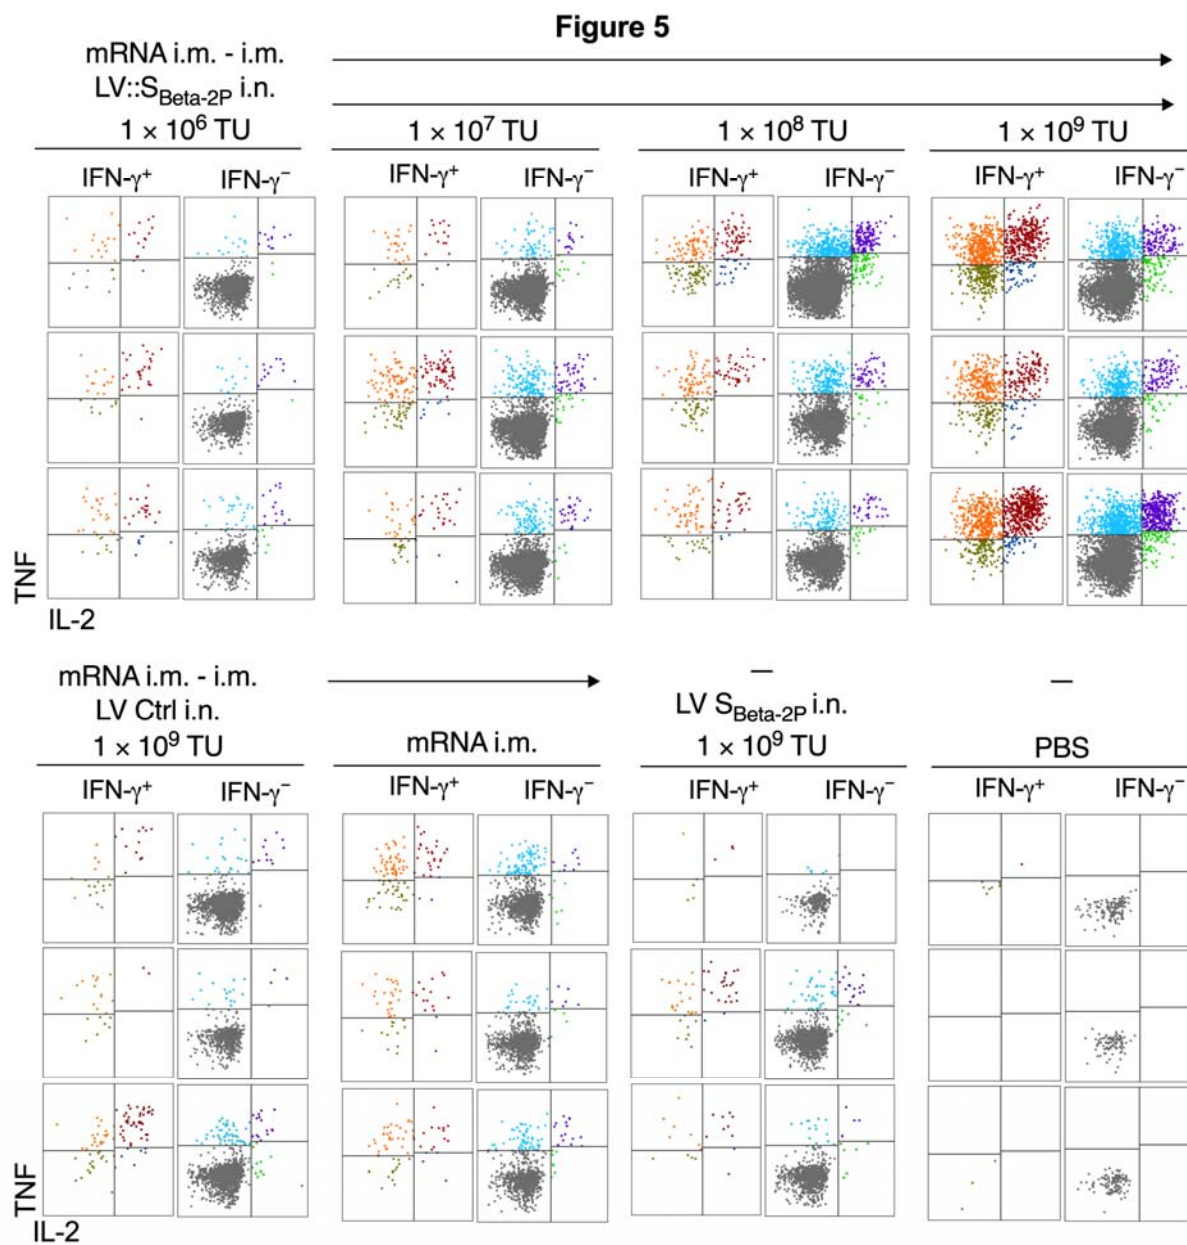 Figure 5
mRNA i.m. - i.m.
LV::S_Beta-2P i.n.
1 × 10⁶ TU 1 × 10⁷ TU 1 × 10⁸ TU 1 × 10⁹ TU
IFN-γ⁺ IFN-γ⁻ IFN-γ⁺ IFN-γ⁻ IFN-γ⁺ IFN-γ⁻ IFN-γ⁺ IFN-γ⁻
TNF
IL-2
mRNA i.m. - i.m. — —
LV Ctrl i.n. LV S_Beta-2P i.n.
1 × 10⁹ TU mRNA i.m. 1 × 10⁹ TU PBS
IFN-γ⁺ IFN-γ⁻ IFN-γ⁺ IFN-γ⁻ IFN-γ⁺ IFN-γ⁻ IFN-γ⁺ IFN-γ⁻
TNF
IL-2